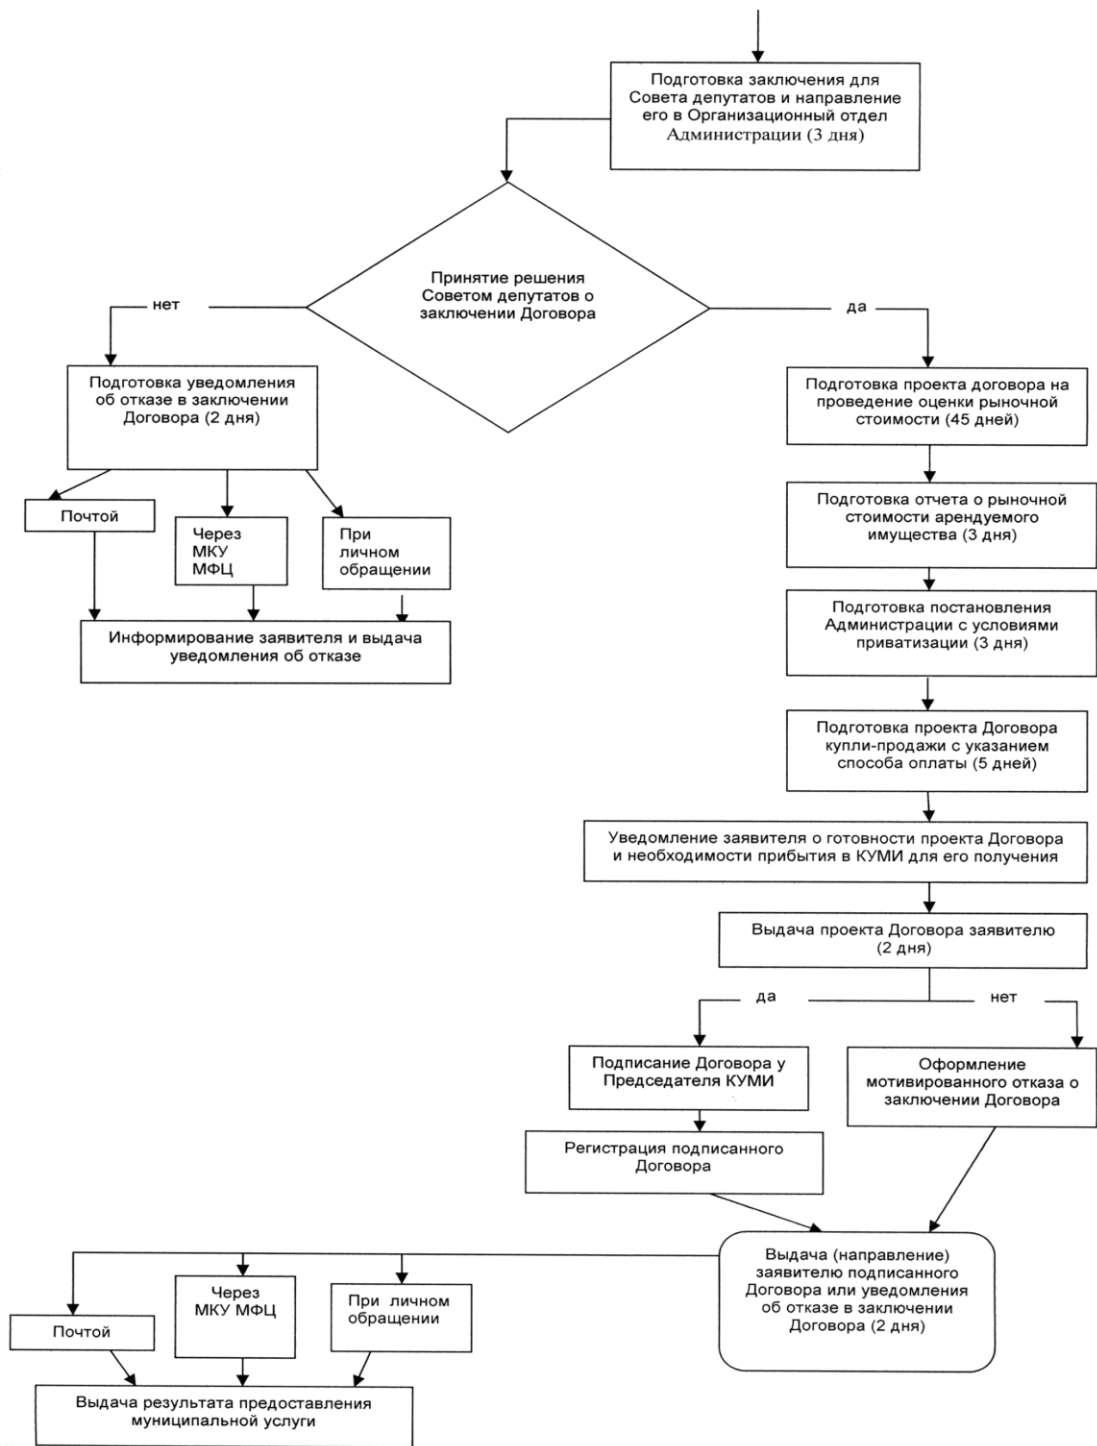 Подготовка заключения для
Совета депутатов и направление
его в Организационный отдел
Администрации (3 дня)
Принятие решения
Советом депутатов о
заключении Договора
нет
да
Подготовка уведомления
об отказе в заключении
Договора (2 дня)
Почтой
Через
МКУ
МФЦ
При
личном
обращении
Информирование заявителя и выдача
уведомления об отказе
Подготовка проекта договора на
проведение оценки рыночной
стоимости (45 дней)
Подготовка отчета о рыночной
стоимости арендуемого
имущества (3 дня)
Подготовка постановления
Администрации с условиями
приватизации (3 дня)
Подготовка проекта Договора
купли-продажи с указанием
способа оплаты (5 дней)
Уведомление заявителя о готовности проекта Договора
и необходимости прибытия в КУМИ для его получения
Выдача проекта Договора заявителю
(2 дня)
да
нет
Подписание Договора у
Председателя КУМИ
Оформление
мотивированного отказа о
заключении Договора
Регистрация подписанного
Договора
Выдача (направление)
заявителю подписанного
Договора или уведомления
об отказе в заключении
Договора (2 дня)
Почтой
Через
МКУ МФЦ
При личном
обращении
Выдача результата предоставления
муниципальной услуги